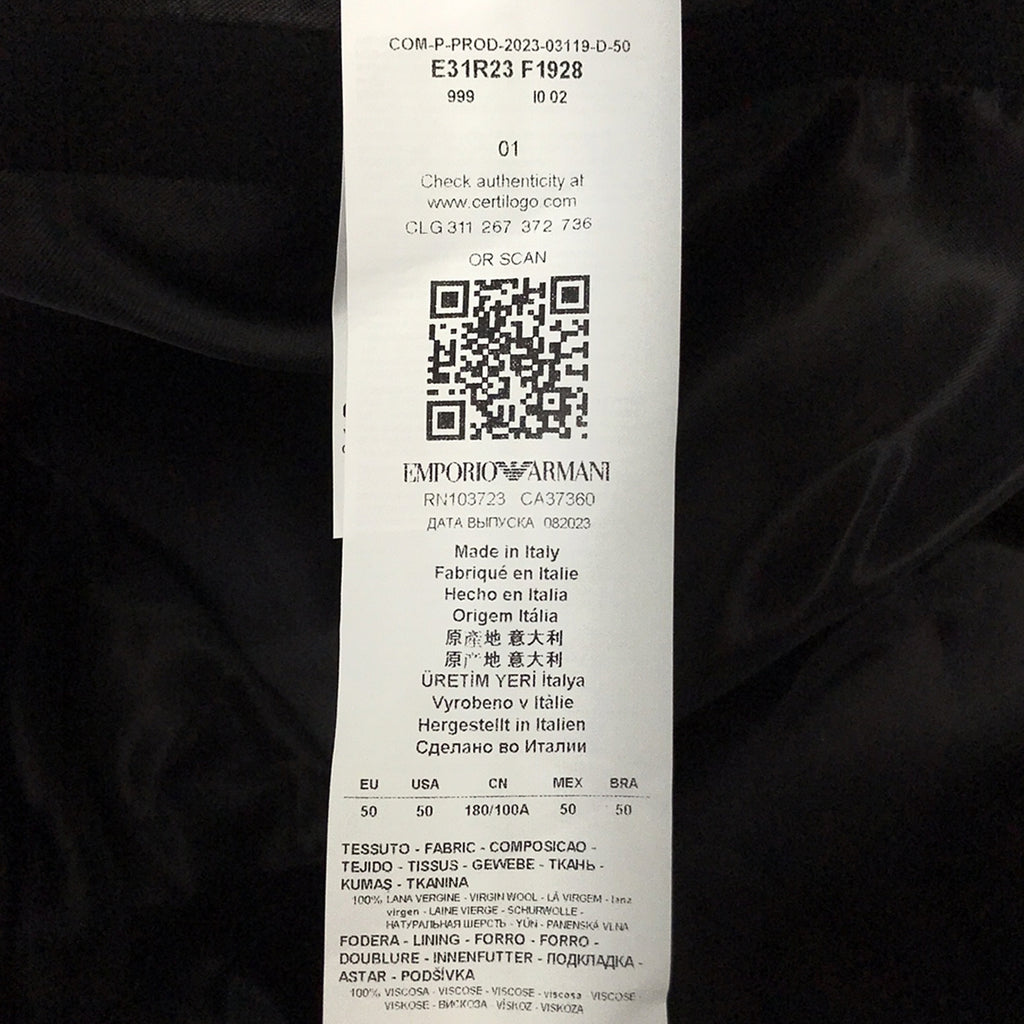 COM-P-PROD-2023-03119-D-50
E31R23 F1928
999 I0 02
01
Check authenticity at
www.certilogo.com
CLG 311 267 372 736
OR SCAN
EMPORIO ARMANI
RN103723 CA37360
ДАТА ВЫПУСКА 082023
Made in Italy
Fabriqué en Italie
Hecho en Italia
Origem Itália
原產地 意大利
原产地 意大利
ÜRETİM YERİ İtalya
Vyrobeno v Itálie
Hergestellt in Italien
Сделано во Италии
EU USA CN MEX BRA
50 50 180/100A 50 50
TESSUTO - FABRIC - COMPOSICAO -
TEJIDO - TISSUS - GEWEBE - ТКАНЬ -
KUMAŞ - TKANINA
100% LANA VERGINE - VIRGIN WOOL - LÃ VIRGEM - lana
virgen - LAINE VIERGE - SCHURWOLLE -
НАТУРАЛЬНАЯ ШЕРСТЬ - YÜN - PANENSKÁ VLNA
FODERA - LINING - FORRO - FORRO -
DOUBLURE - INNENFUTTER - ПОДКЛАДКА -
ASTAR - PODŠÍVKA
100% VISCOSA - VISCOSE - VISCOSE - viscosa - VISCOSE -
VISKOSE - ВИСКОЗА - VİSKOZ - VISKOZA